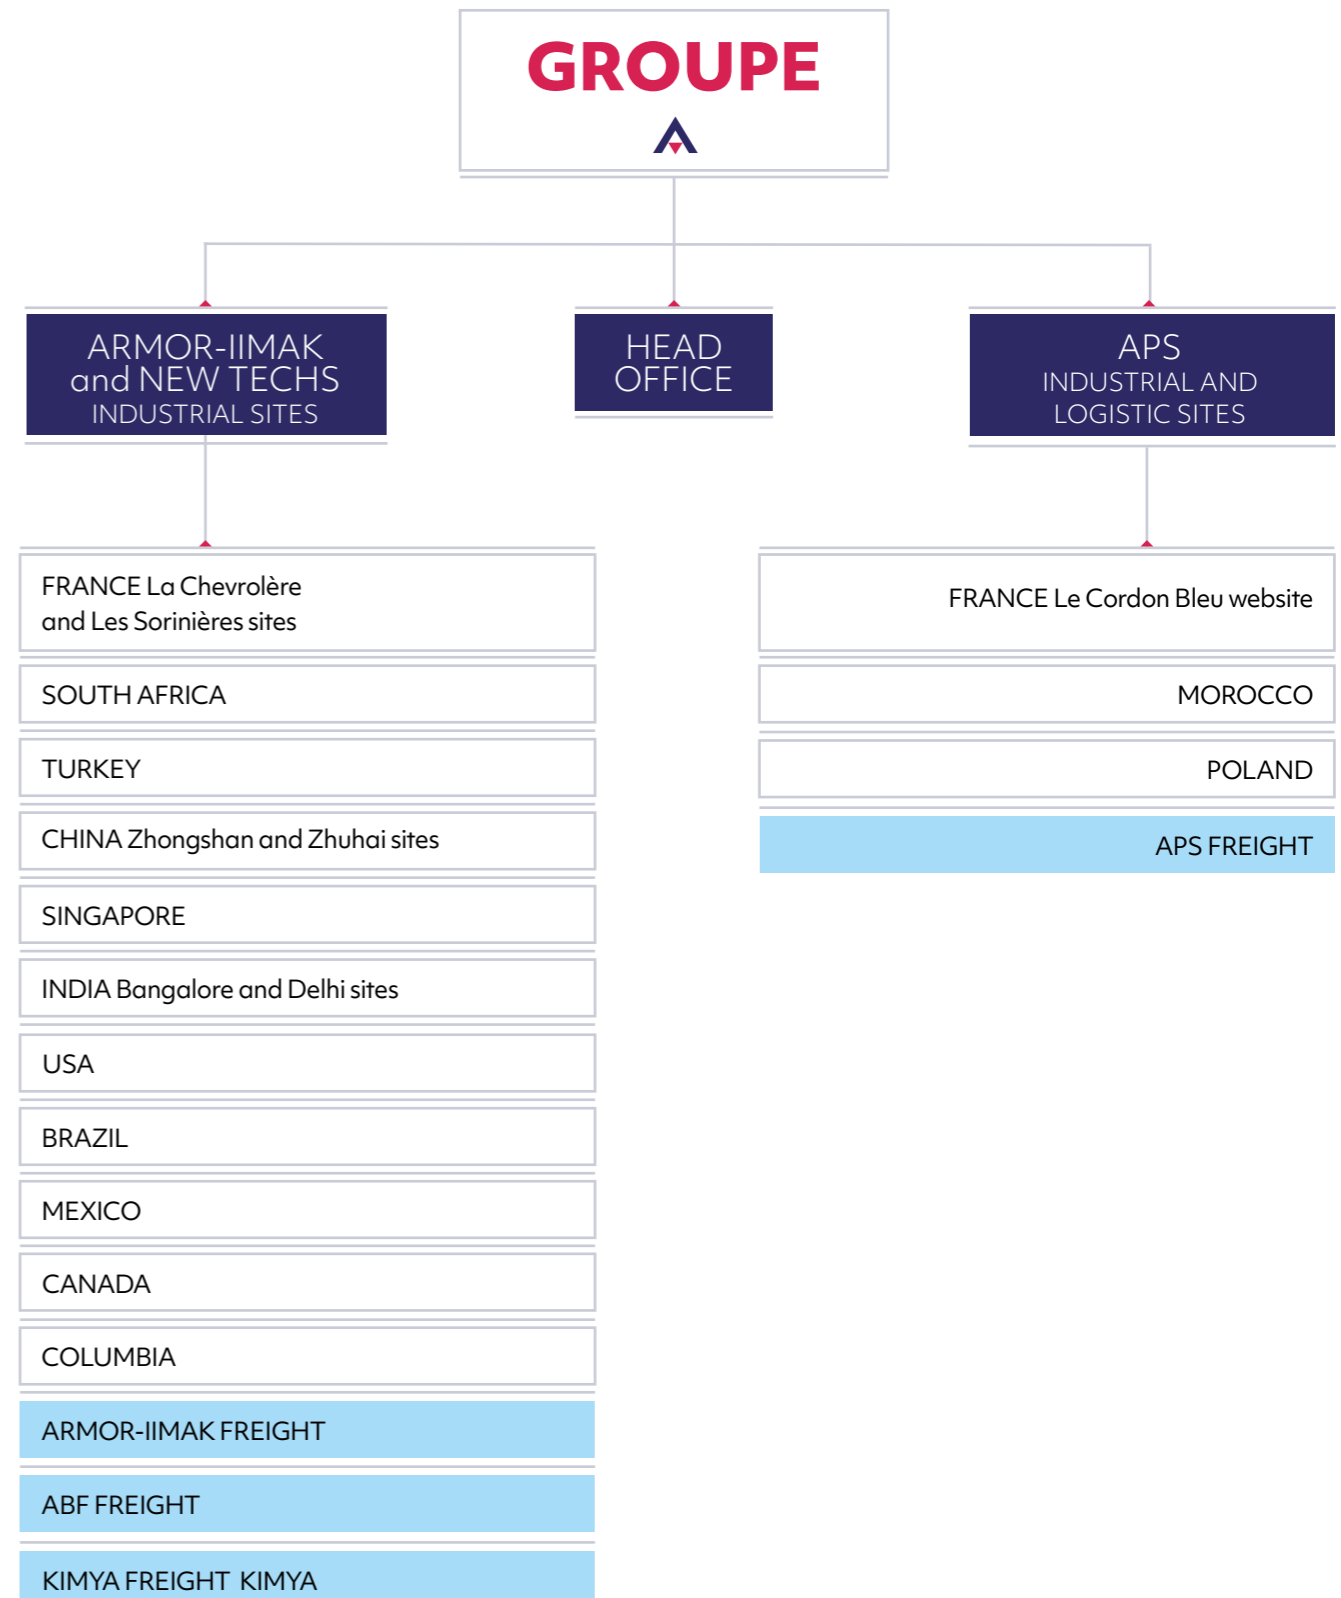 GROUPE
ARMOR-IIMAK
and NEW TECHS
INDUSTRIAL SITES
HEAD
OFFICE
APS
INDUSTRIAL AND
LOGISTIC SITES
FRANCE La Chevrolère
and Les Sorinières sites
SOUTH AFRICA
TURKEY
CHINA Zhongshan and Zhuhai sites
SINGAPORE
INDIA Bangalore and Delhi sites
USA
BRAZIL
MEXICO
CANADA
COLUMBIA
ARMOR-IIMAK FREIGHT
ABF FREIGHT
KIMYA FREIGHT KIMYA
FRANCE Le Cordon Bleu website
MOROCCO
POLAND
APS FREIGHT